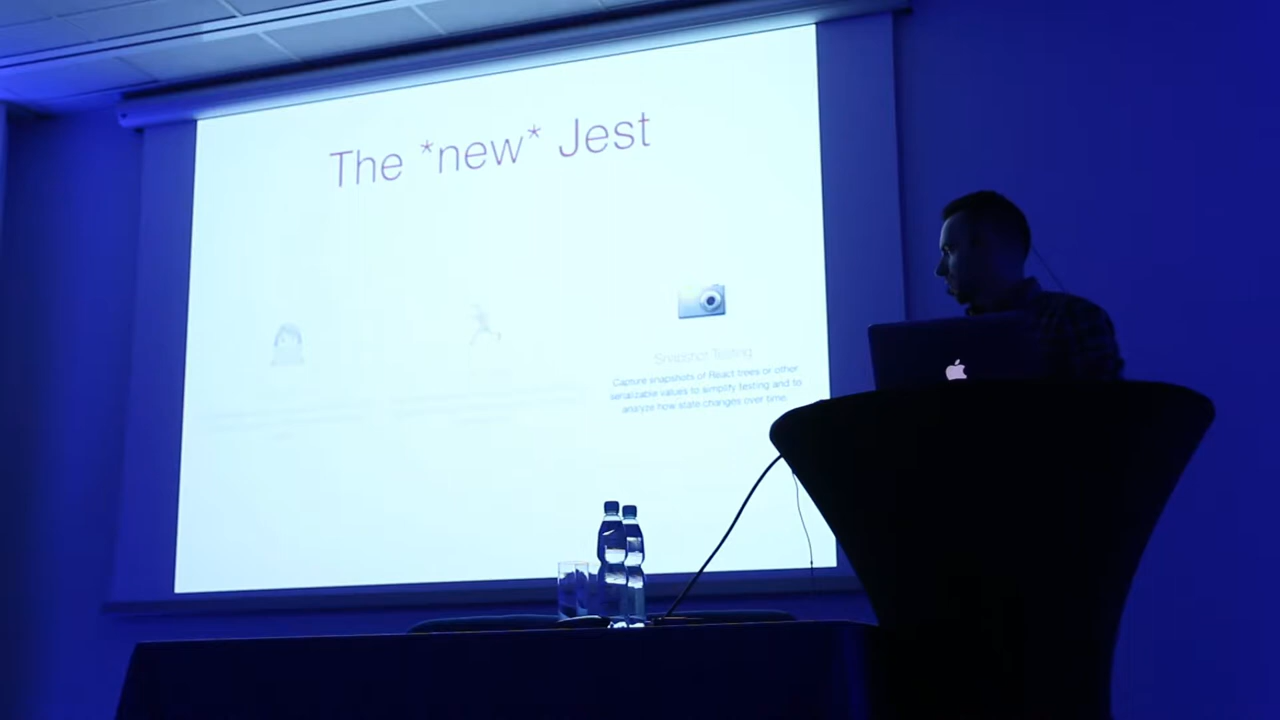 The *new* Jest
Snapshot Testing
Capture snapshots of React trees or other
serializable values to simplify testing and to
analyze how state changes over time.